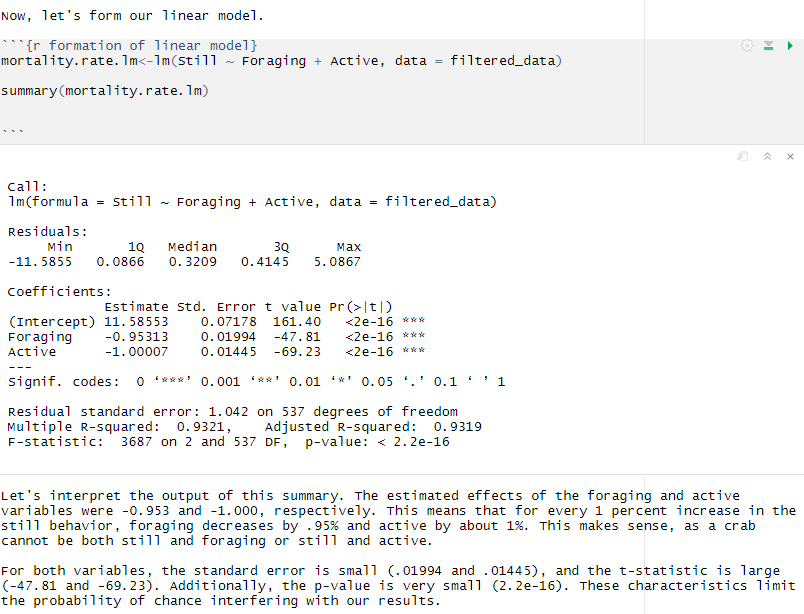 Now, let's form our linear model.
```{r formation of linear model}
mortality.rate.lm<-lm(Still ~ Foraging + Active, data = filtered_data)
summary(mortality.rate.lm)
```
Call:
lm(formula = Still ~ Foraging + Active, data = filtered_data)
Residuals:
     Min       1Q   Median       3Q      Max
-11.5855   0.0866   0.3209   0.4145   5.0867
Coefficients:
            Estimate Std. Error t value Pr(>|t|)
(Intercept) 11.58553    0.07178  161.40   <2e-16 ***
Foraging    -0.95313    0.01994  -47.81   <2e-16 ***
Active      -1.00007    0.01445  -69.23   <2e-16 ***
---
Signif. codes:  0 ‘***’ 0.001 ‘**’ 0.01 ‘*’ 0.05 ‘.’ 0.1 ‘ ’ 1
Residual standard error: 1.042 on 537 degrees of freedom
Multiple R-squared:  0.9321,	Adjusted R-squared:  0.9319
F-statistic:  3687 on 2 and 537 DF,  p-value: < 2.2e-16
Let's interpret the output of this summary. The estimated effects of the foraging and active
variables were -0.953 and -1.000, respectively. This means that for every 1 percent increase in the
still behavior, foraging decreases by .95% and active by about 1%. This makes sense, as a crab
cannot be both still and foraging or still and active.
For both variables, the standard error is small (.01994 and .01445), and the t-statistic is large
(-47.81 and -69.23). Additionally, the p-value is very small (2.2e-16). These characteristics limit
the probability of chance interfering with our results.